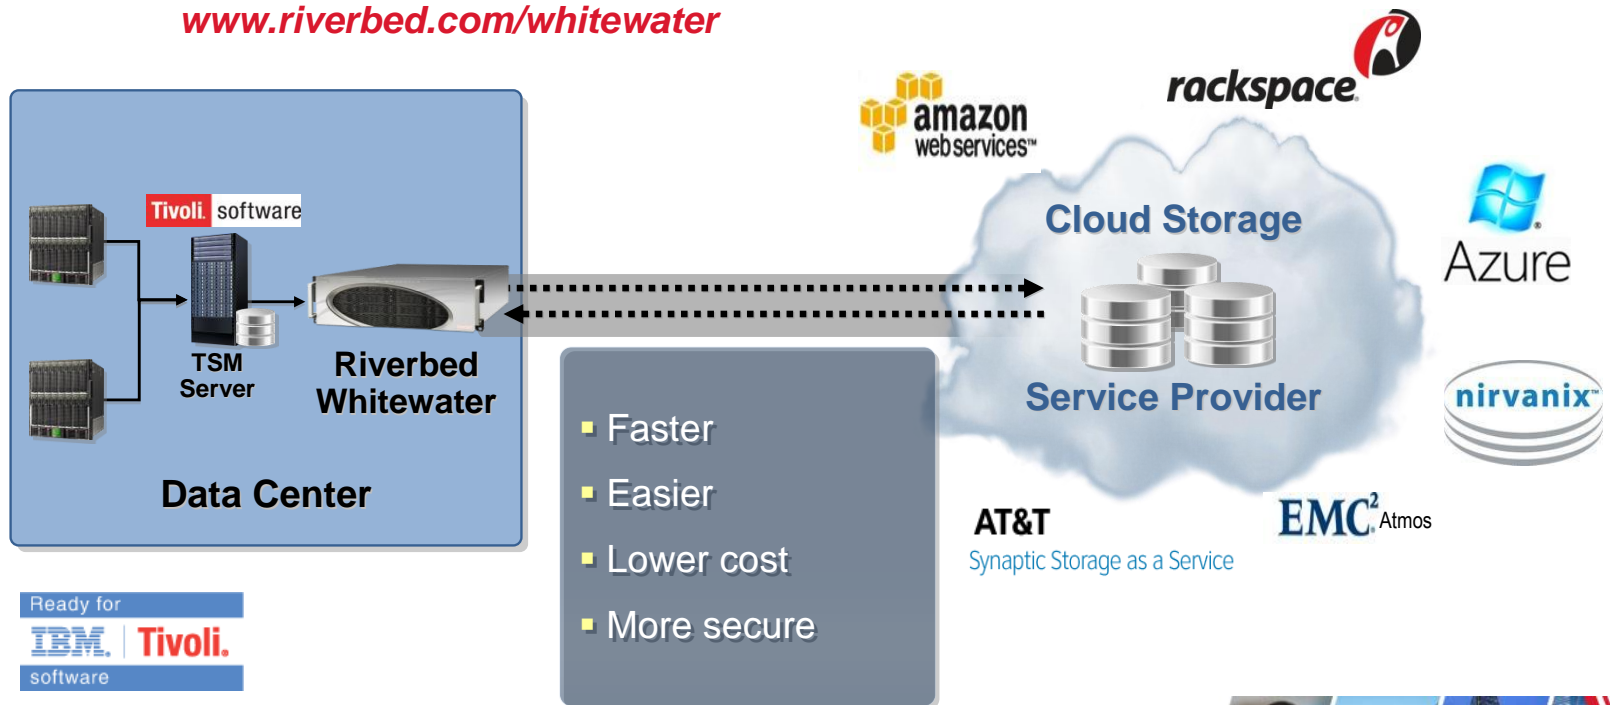 www.riverbed.com/whitewater
rackspace.
amazon
webservices™
Tivoli. software
Cloud Storage
Azure
TSM
Server
Riverbed
Whitewater
Service Provider
nirvanix™
Data Center
Faster
Easier
Lower cost
More secure
AT&T
Synaptic Storage as a Service
EMC² Atmos
Ready for
IBM. | Tivoli.
software